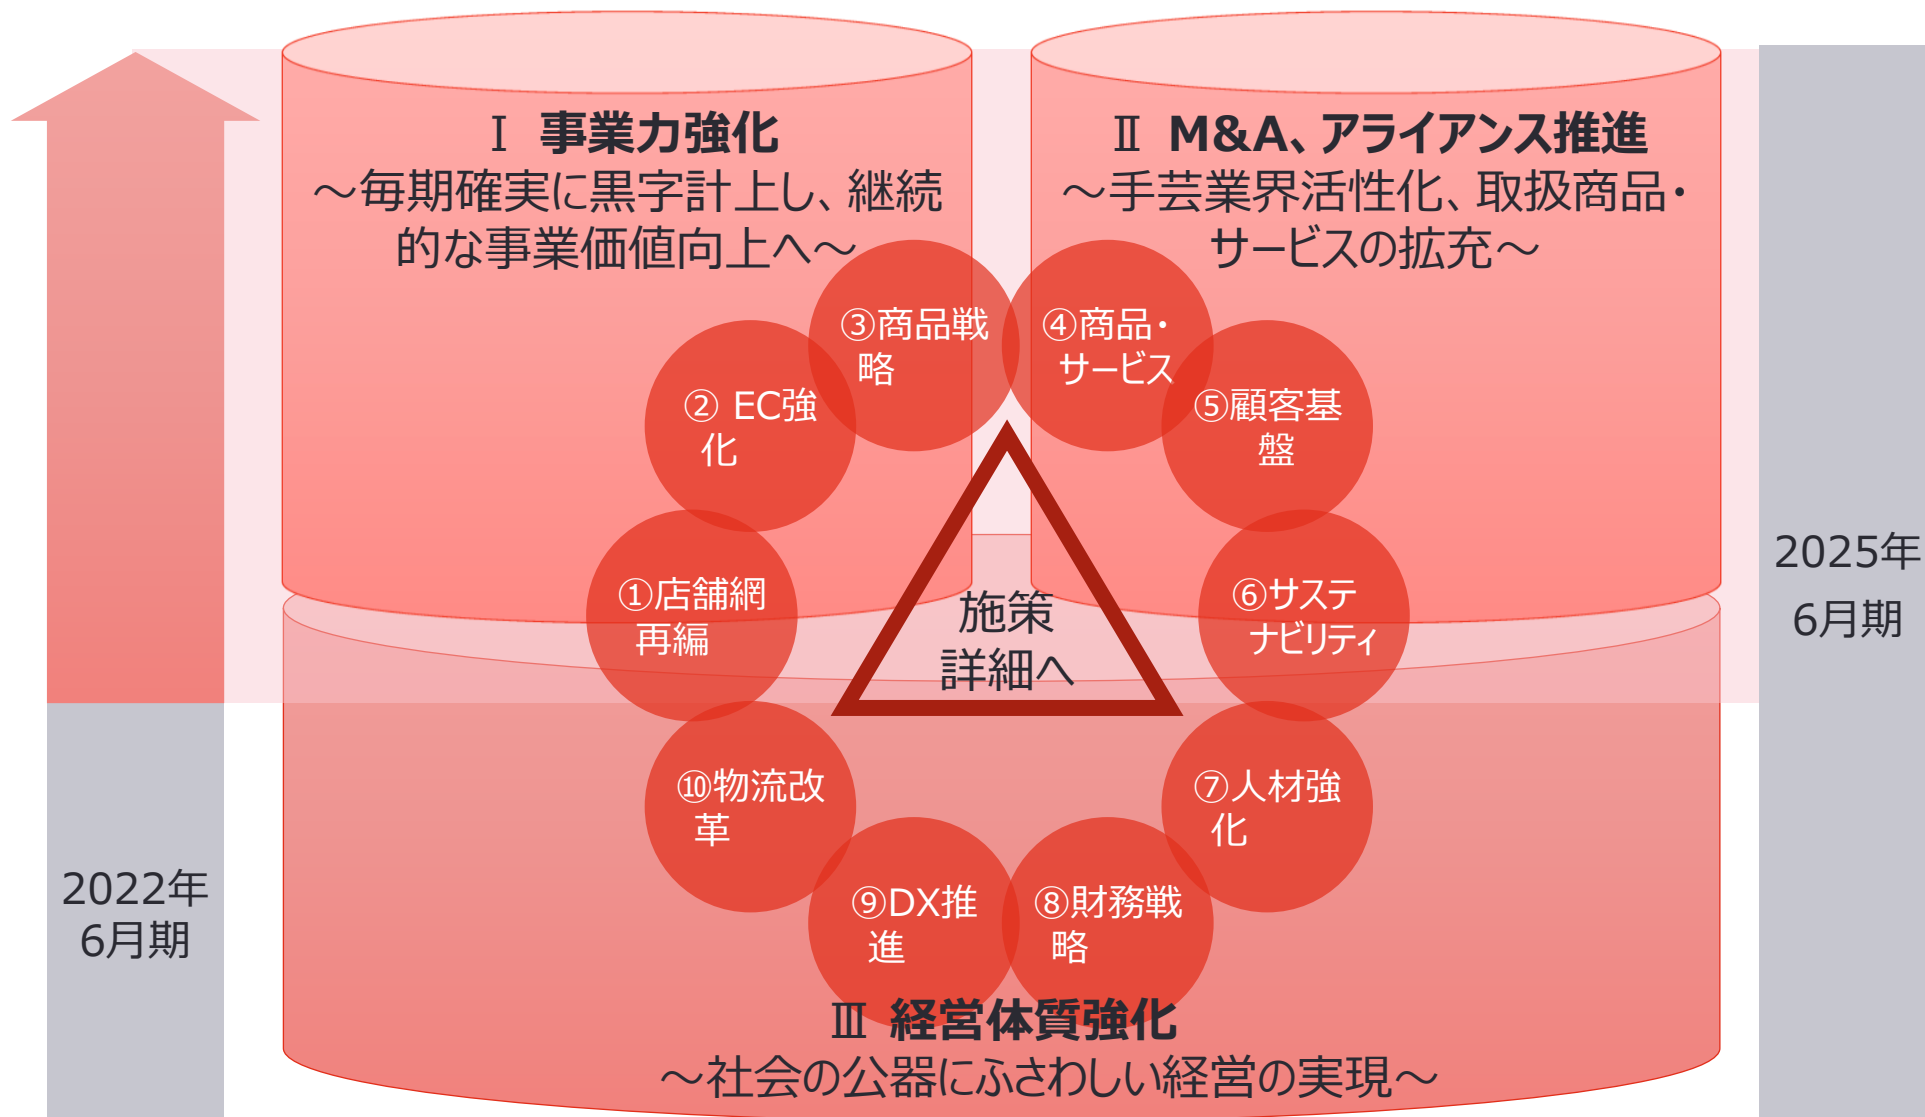 Ⅰ 事業力強化
～毎期確実に黒字計上し、継続
的な事業価値向上へ～
Ⅱ M&A、アライアンス推進
～手芸業界活性化、取扱商品・
サービスの拡充～
③商品戦
略
④商品・
サービス
② EC強
化
⑤顧客基
盤
①店舗網
再編
⑥サステ
ナビリティ
施策
詳細へ
⑩物流改
革
⑦人材強
化
⑨DX推
進
⑧財務戦
略
Ⅲ 経営体質強化
～社会の公器にふさわしい経営の実現～
2022年
6月期
2025年
6月期